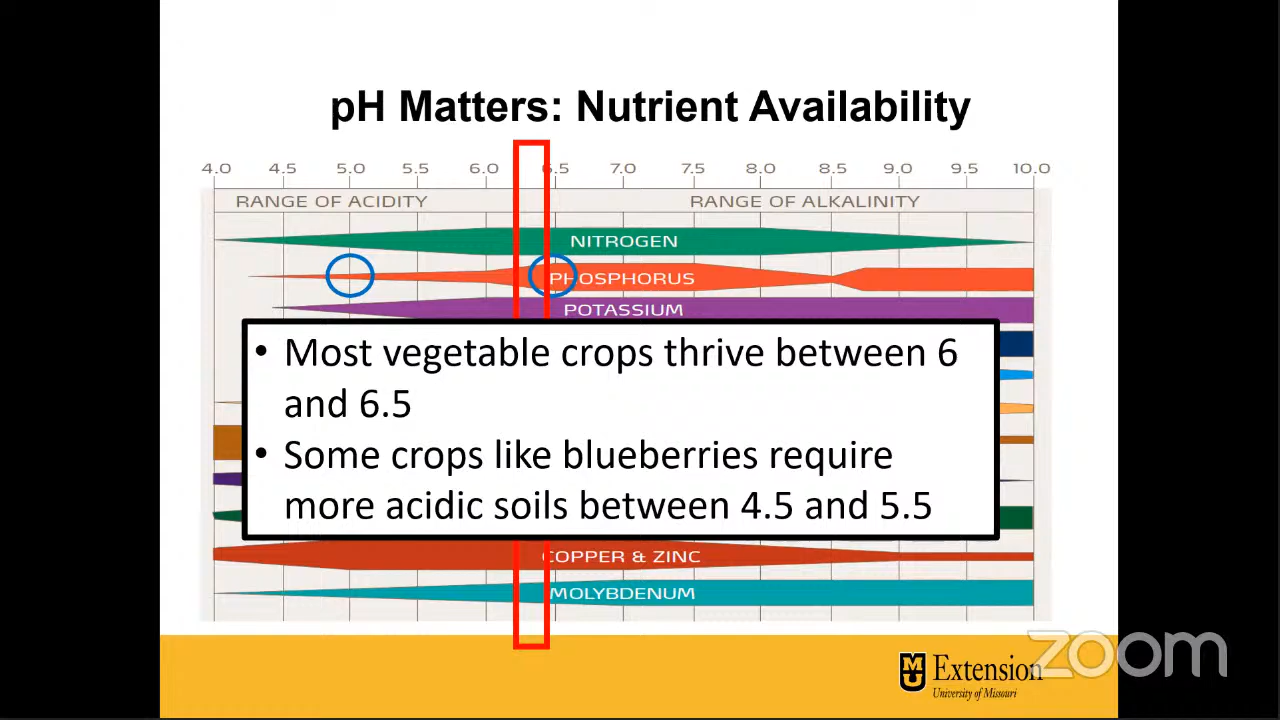 pH Matters: Nutrient Availability
4.0 4.5 5.0 5.5 6.0 6.5 7.0 7.5 8.0 8.5 9.0 9.5 10.0
RANGE OF ACIDITY RANGE OF ALKALINITY
NITROGEN
PHOSPHORUS
POTASSIUM
• Most vegetable crops thrive between 6
and 6.5
• Some crops like blueberries require
more acidic soils between 4.5 and 5.5
COPPER & ZINC
MOLYBDENUM
MU Extension
University of Missouri
zoom